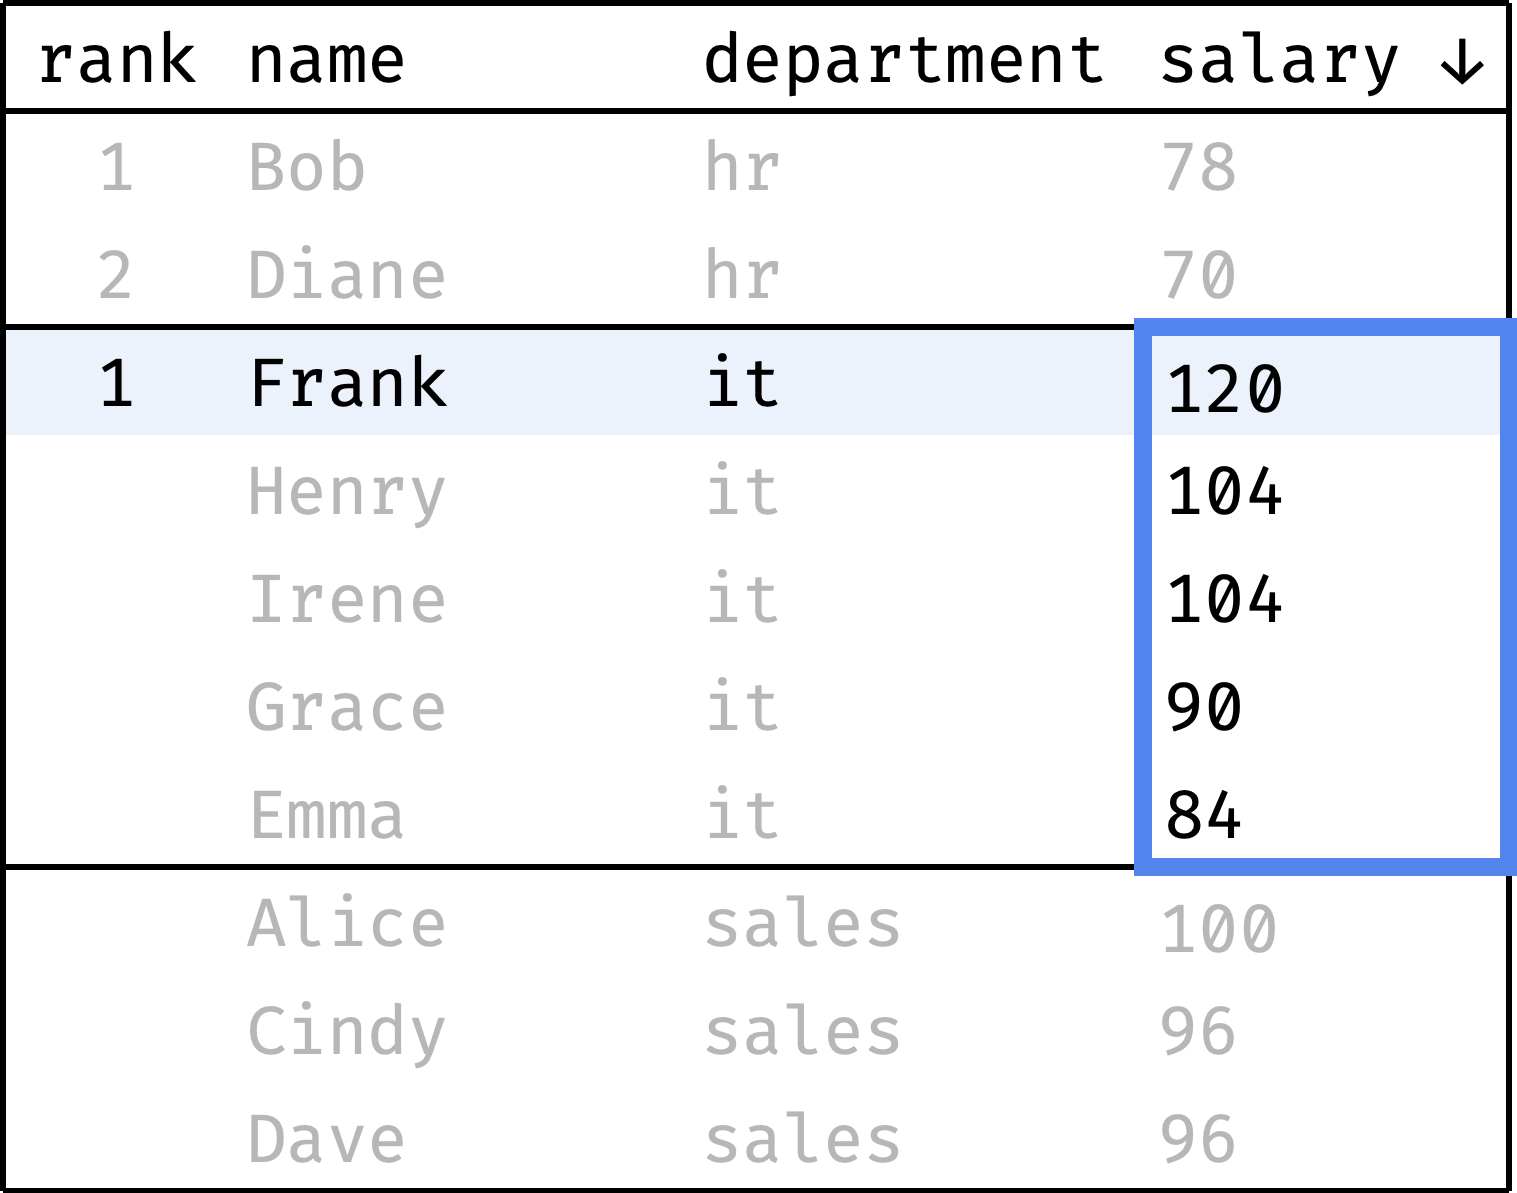 rank name department salary ↓
1 Bob hr 78
2 Diane hr 70
1 Frank it 120
Henry it 104
Irene it 104
Grace it 90
Emma it 84
Alice sales 100
Cindy sales 96
Dave sales 96